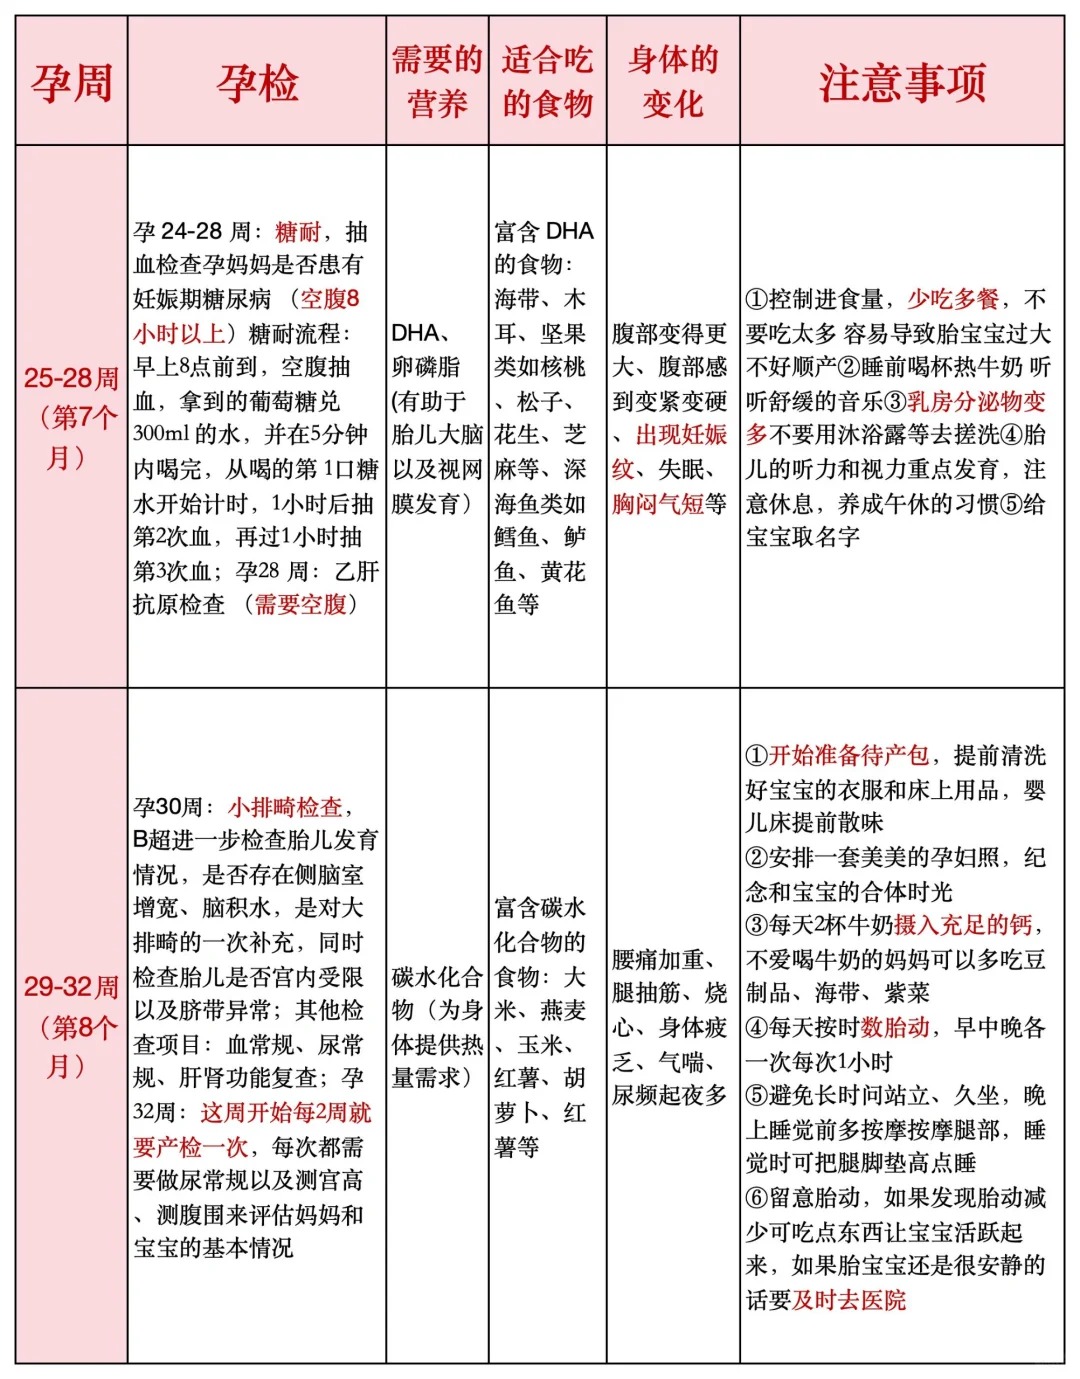 孕周
孕检
需要的
营养
适合吃
的食物
身体的
变化
注意事项
25-28周
（第7个
月）
孕 24-28 周：糖耐，抽
血检查孕妈妈是否患有
妊娠期糖尿病 （空腹8
小时以上）糖耐流程：
早上8点前到，空腹抽
血，拿到的葡萄糖兑
300ml 的水，并在5分钟
内喝完，从喝的第 1口糖
水开始计时，1小时后抽
第2次血，再过1小时抽
第3次血；孕28 周：乙肝
抗原检查 （需要空腹）
DHA、
卵磷脂
(有助于
胎儿大脑
以及视网
膜发育）
富含 DHA
的食物：
海带、木
耳、坚果
类如核桃
、松子、
花生、芝
麻等、深
海鱼类如
鳕鱼、鲈
鱼、黄花
鱼等
腹部变得更
大、腹部感
到变紧变硬
、出现妊娠
纹、失眠、
胸闷气短等
①控制进食量，少吃多餐，不
要吃太多 容易导致胎宝宝过大
不好顺产②睡前喝杯热牛奶 听
听舒缓的音乐③乳房分泌物变
多不要用沐浴露等去搓洗④胎
儿的听力和视力重点发育，注
意休息，养成午休的习惯⑤给
宝宝取名字
29-32周
（第8个
月）
孕30周：小排畸检查，
B超进一步检查胎儿发育
情况，是否存在侧脑室
增宽、脑积水，是对大
排畸的一次补充，同时
检查胎儿是否宫内受限
以及脐带异常；其他检
查项目：血常规、尿常
规、肝肾功能复查；孕
32周：这周开始每2周就
要产检一次，每次都需
要做尿常规以及测宫高
、测腹围来评估妈妈和
宝宝的基本情况
碳水化合
物（为身
体提供热
量需求）
富含碳水
化合物的
食物：大
米、燕麦
、玉米、
红薯、胡
萝卜、红
薯等
腰痛加重、
腿抽筋、烧
心、身体疲
乏、气喘、
尿频起夜多
①开始准备待产包，提前清洗
好宝宝的衣服和床上用品，婴
儿床提前散味
②安排一套美美的孕妇照，纪
念和宝宝的合体时光
③每天2杯牛奶摄入充足的钙，
不爱喝牛奶的妈妈可以多吃豆
制品、海带、紫菜
④每天按时数胎动，早中晚各
一次每次1小时
⑤避免长时问站立、久坐，晚
上睡觉前多按摩按摩腿部，睡
觉时可把腿脚垫高点睡
⑥留意胎动，如果发现胎动减
少可吃点东西让宝宝活跃起
来，如果胎宝宝还是很安静的
话要及时去医院